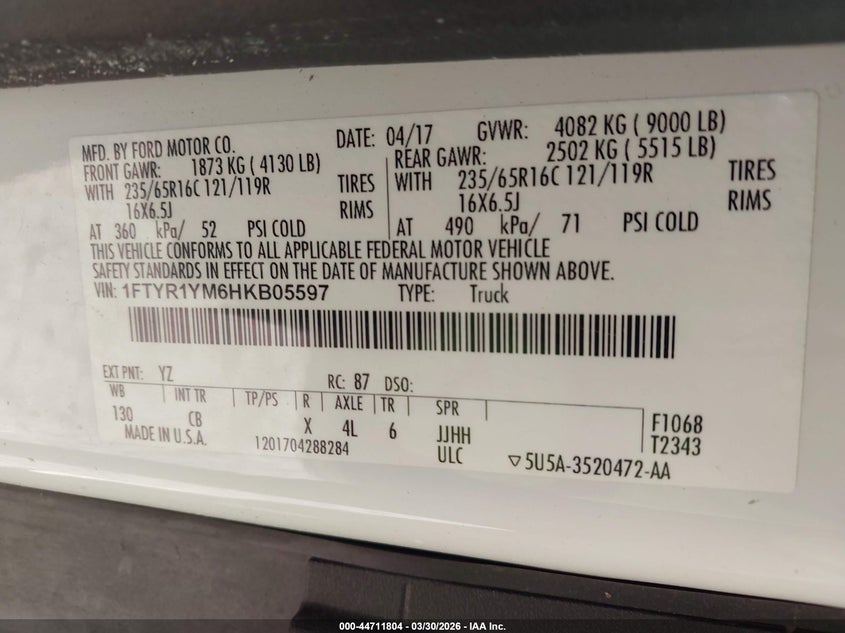 MFD. BY FORD MOTOR CO. DATE: 04/17 GVWR: 4082 KG ( 9000 LB)
FRONT GAWR: 1873 KG ( 4130 LB) REAR GAWR: 2502 KG ( 5515 LB)
WITH 235/65R16C 121/119R TIRES WITH 235/65R16C 121/119R TIRES
16X6.5J RIMS 16X6.5J RIMS
AT 360 kPa/ 52 PSI COLD AT 490 kPa/ 71 PSI COLD
THIS VEHICLE CONFORMS TO ALL APPLICABLE FEDERAL MOTOR VEHICLE
SAFETY STANDARDS IN EFFECT ON THE DATE OF MANUFACTURE SHOWN ABOVE.
VIN: 1FTYR1YM6HKB05597 TYPE: Truck
EXT PNT: YZ RC: 87 DSO:
WB INT TR TP/PS R AXLE TR SPR
130 CB X 4L 6 JJHH F1068
MADE IN U.S.A. 1201704288284 ULC T2343
▽5U5A-3520472-AA
000-44711804 - 03/30/2026 - IAA Inc.